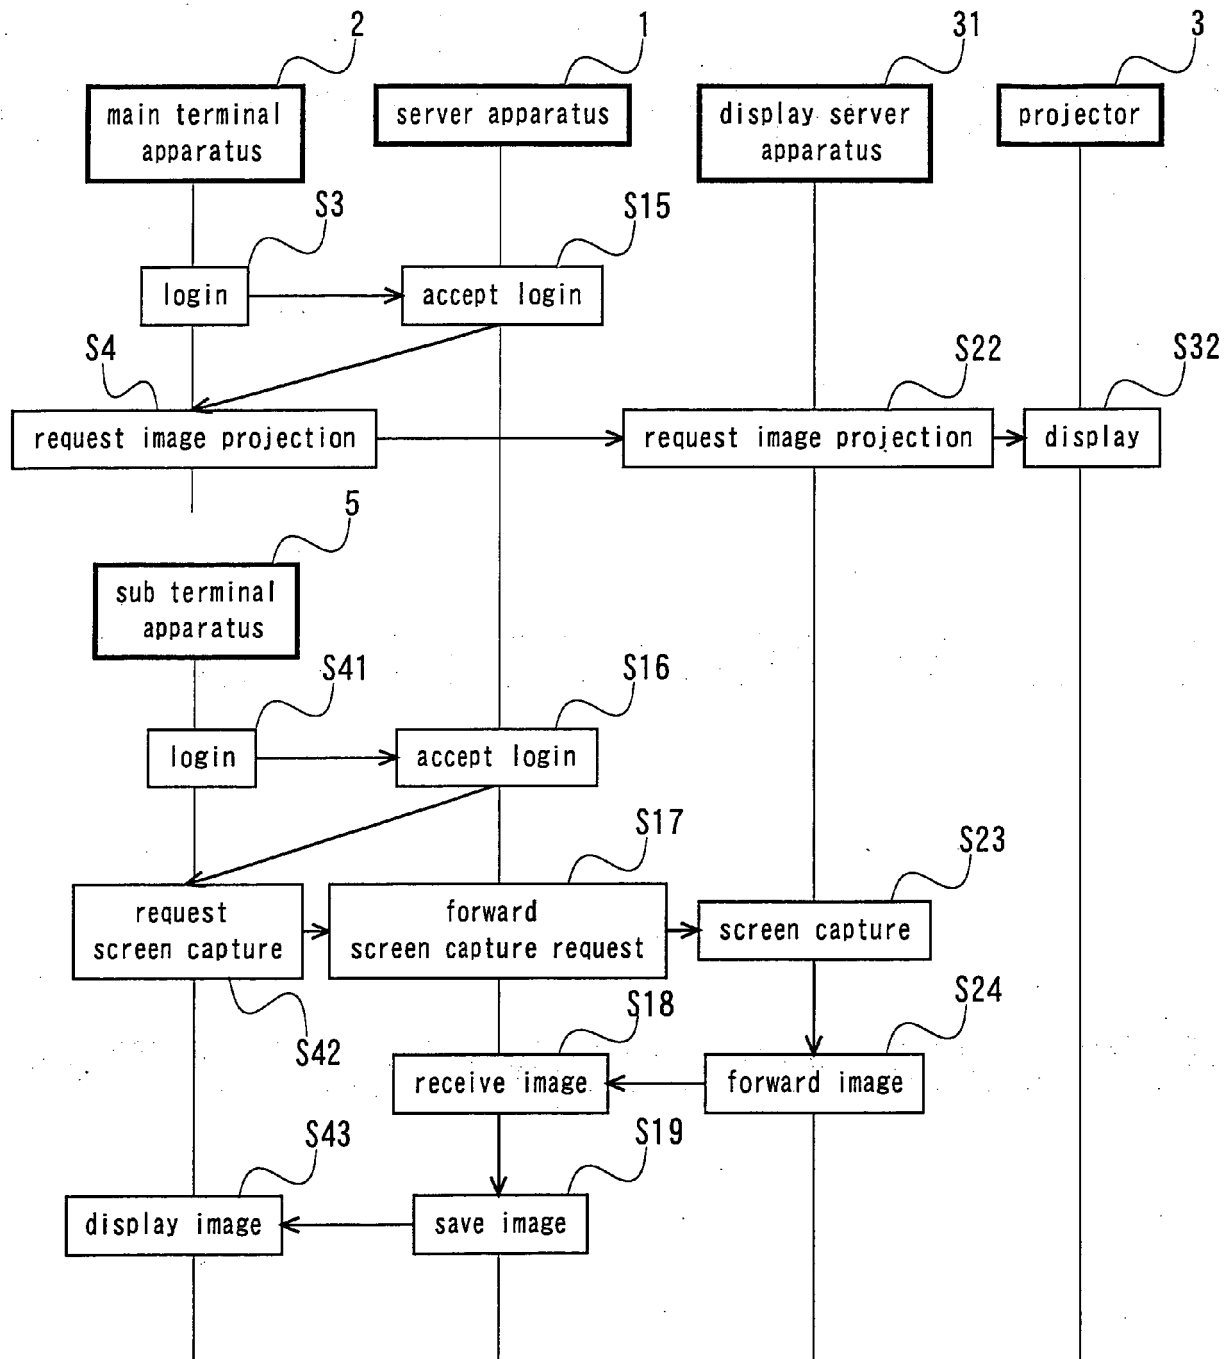 2
1
31
3
main terminal
apparatus
server apparatus
display server
apparatus
projector
S3
S15
login
accept login
S4
S22
S32
request image projection
request image projection
display
5
sub terminal
apparatus
S41
S16
login
accept login
S17
S23
request
screen capture
forward
screen capture request
screen capture
S42
S18
S24
receive image
forward image
S43
S19
display image
save image